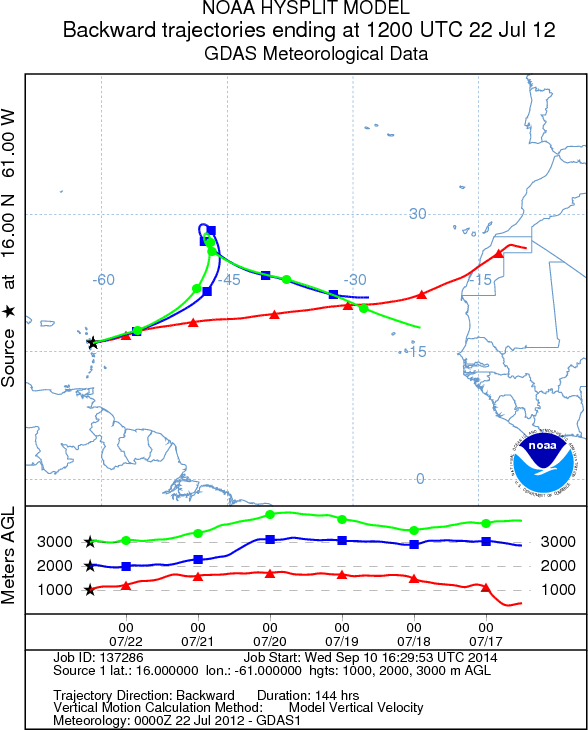 NOAA HYSPLIT MODEL
Backward trajectories ending at 1200 UTC 22 Jul 12
GDAS Meteorological Data
Source ★ at 16.00 N 61.00 W
30
-60 -45 -30 -15
-15
0
noaa
Meters AGL
3000 3000
2000 2000
1000 1000
00 00 00 00 00 00
07/22 07/21 07/20 07/19 07/18 07/17
Job ID: 137286 Job Start: Wed Sep 10 16:29:53 UTC 2014
Source 1 lat.: 16.000000 lon.: -61.000000 hgts: 1000, 2000, 3000 m AGL
Trajectory Direction: Backward Duration: 144 hrs
Vertical Motion Calculation Method: Model Vertical Velocity
Meteorology: 0000Z 22 Jul 2012 - GDAS1